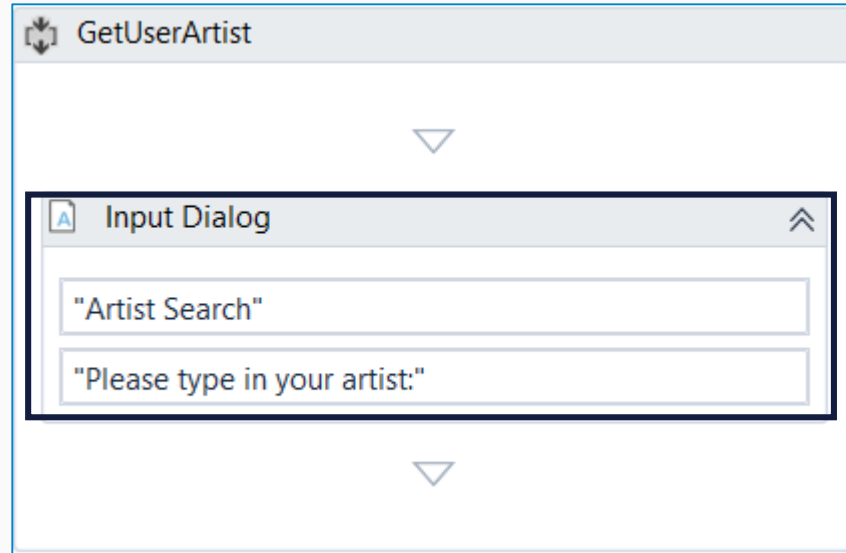 GetUserArtist
A Input Dialog
"Artist Search"
"Please type in your artist:"